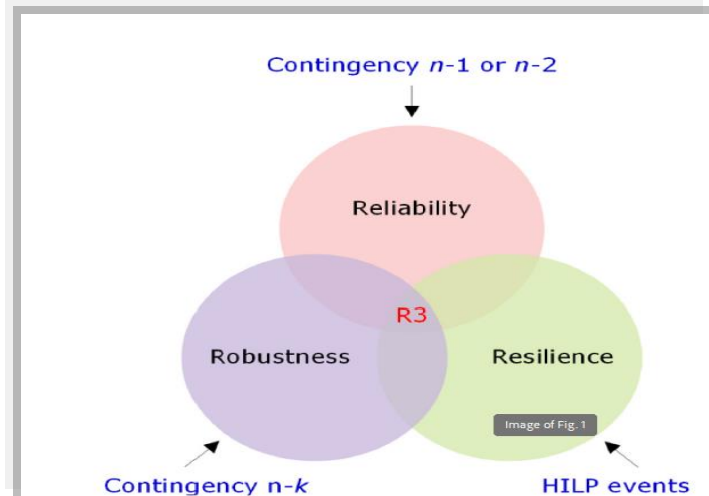 Contingency n-1 or n-2
Reliability
R3
Robustness
Resilience
Image of Fig. 1
Contingency n-k
HILP events